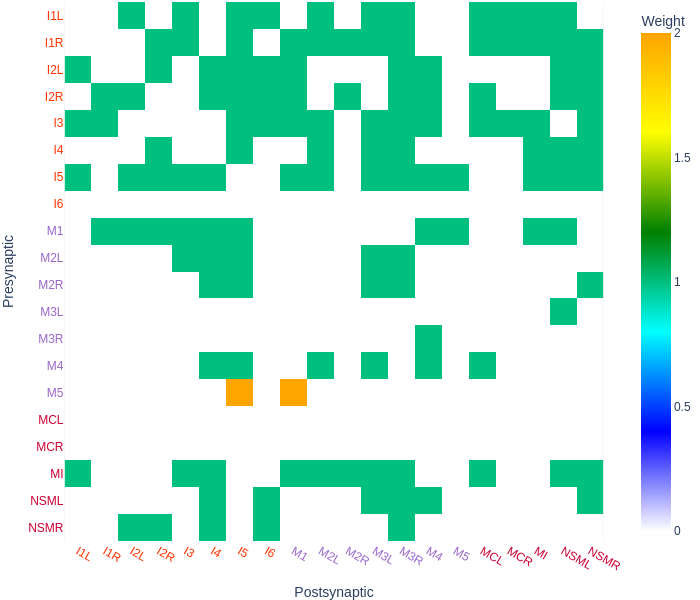 Weight
I1L
I1R
I2L
I2R
I3
I4
I5
I6
M1
M2L
M2R
M3L
M3R
M4
M5
MCL
MCR
MI
NSML
NSMR
Presynaptic
I1L I1R I2L I2R I3 I4 I5 I6 M1 M2L M2R M3L M3R M4 M5 MCL MCR MI NSML NSMR
Postsynaptic
2
1.5
1
0.5
0